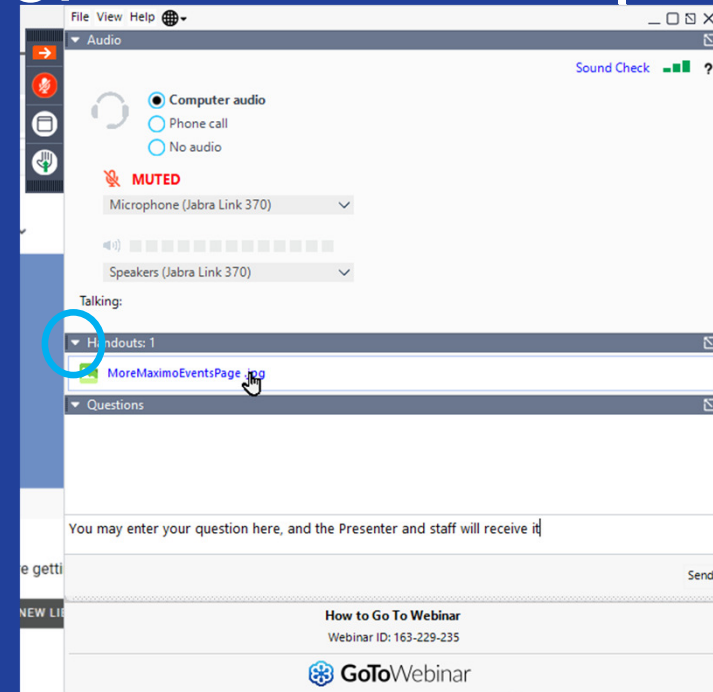 File View Help
Audio
Sound Check ?
Computer audio
Phone call
No audio
MUTED
Microphone (Jabra Link 370)
Speakers (Jabra Link 370)
Talking:
Handouts: 1
MoreMaximoEventsPage .jpg
Questions
You may enter your question here, and the Presenter and staff will receive it
e getti
Send
NEW LI
How to Go To Webinar
Webinar ID: 163-229-235
GoToWebinar